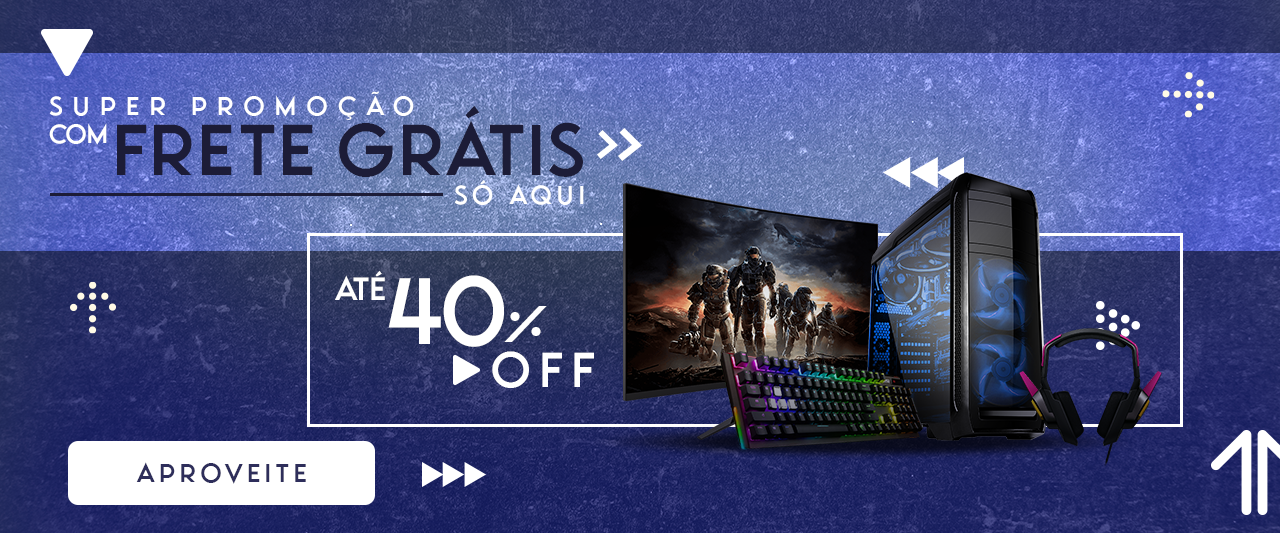 SUPER PROMOÇÃO
COM FRETE GRÁTIS
SÓ AQUI
ATÉ 40%
OFF
APROVEITE